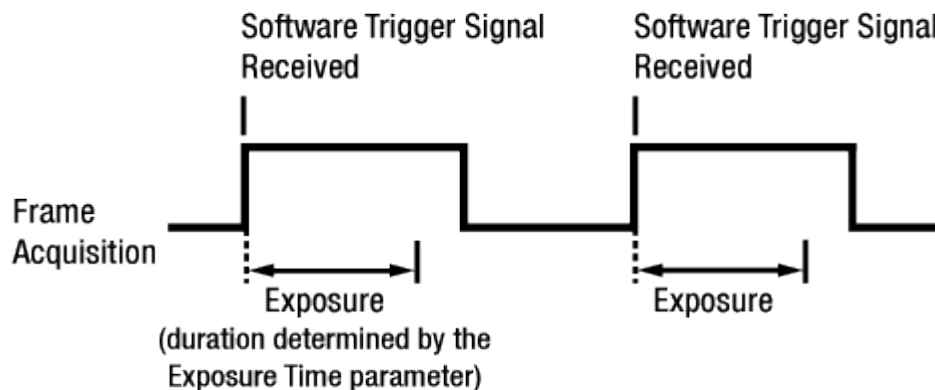 Software Trigger Signal
Received
Software Trigger Signal
Received
Frame
Acquisition
Exposure
(duration determined by the
Exposure Time parameter)
Exposure